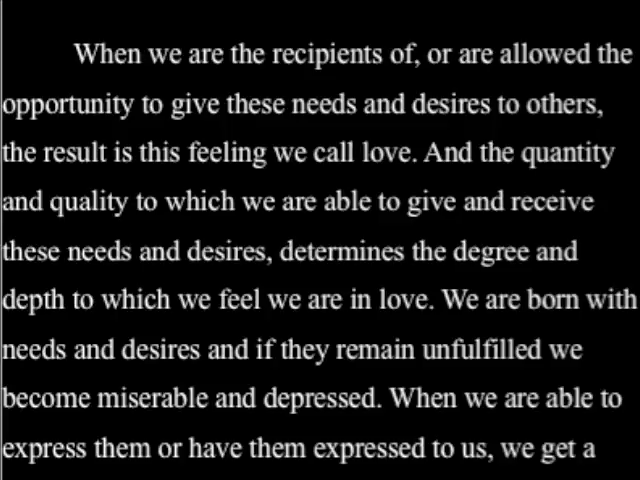 When we are the recipients of, or are allowed the
opportunity to give these needs and desires to others,
the result is this feeling we call love. And the quantity
and quality to which we are able to give and receive
these needs and desires, determines the degree and
depth to which we feel we are in love. We are born with
needs and desires and if they remain unfulfilled we
become miserable and depressed. When we are able to
express them or have them expressed to us, we get a